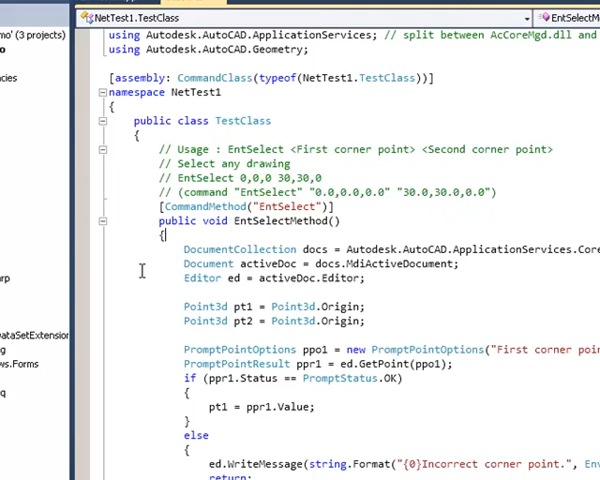 NetTest1.TestClass EntSelectM
mo' (3 projects)
using Autodesk.AutoCAD.ApplicationServices; // split between AcCoreMgd.dll and
using Autodesk.AutoCAD.Geometry;
[assembly: CommandClass(typeof(NetTest1.TestClass))]
namespace NetTest1
{
public class TestClass
{
// Usage : EntSelect <First corner point> <Second corner point>
// Select any drawing
// EntSelect 0,0,0 30,30,0
// (command "EntSelect" "0.0,0.0,0.0" "30.0,30.0,0.0")
[CommandMethod("EntSelect")]
public void EntSelectMethod()
{
DocumentCollection docs = Autodesk.AutoCAD.ApplicationServices.Core
Document activeDoc = docs.MdiActiveDocument;
Editor ed = activeDoc.Editor;
Point3d pt1 = Point3d.Origin;
Point3d pt2 = Point3d.Origin;
PromptPointOptions ppo1 = new PromptPointOptions("First corner poin
PromptPointResult ppr1 = ed.GetPoint(ppo1);
if (ppr1.Status == PromptStatus.OK)
{
pt1 = ppr1.Value;
}
else
{
ed.WriteMessage(string.Format("{0}Incorrect corner point.", Env
return;
ncies
rp
DataSetExtension
g
ws.Forms
q